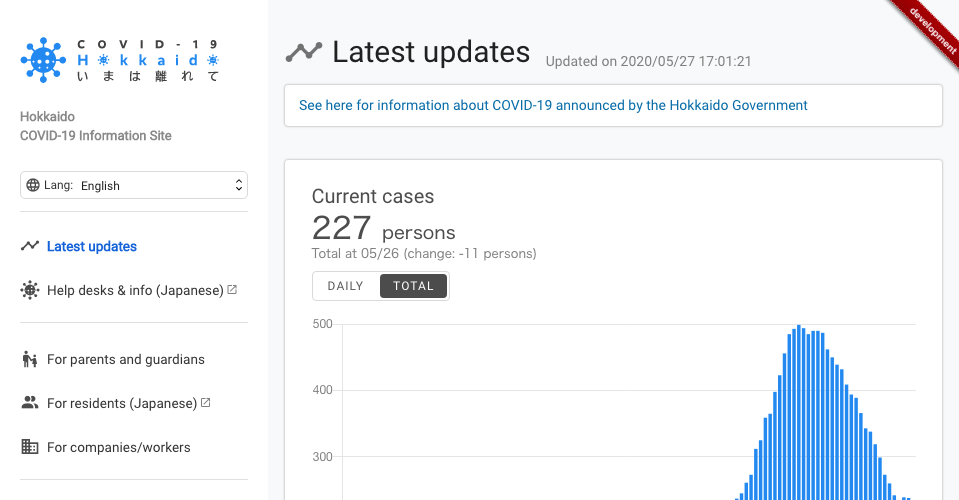 COVID-19
Hokkaido
いまは離れて
Hokkaido
COVID-19 Information Site
Lang: English
Latest updates
Help desks & info (Japanese)
For parents and guardians
For residents (Japanese)
For companies/workers
development
Latest updates Updated on 2020/05/27 17:01:21
See here for information about COVID-19 announced by the Hokkaido Government
Current cases
227 persons
Total at 05/26 (change: -11 persons)
DAILY TOTAL
500
400
300